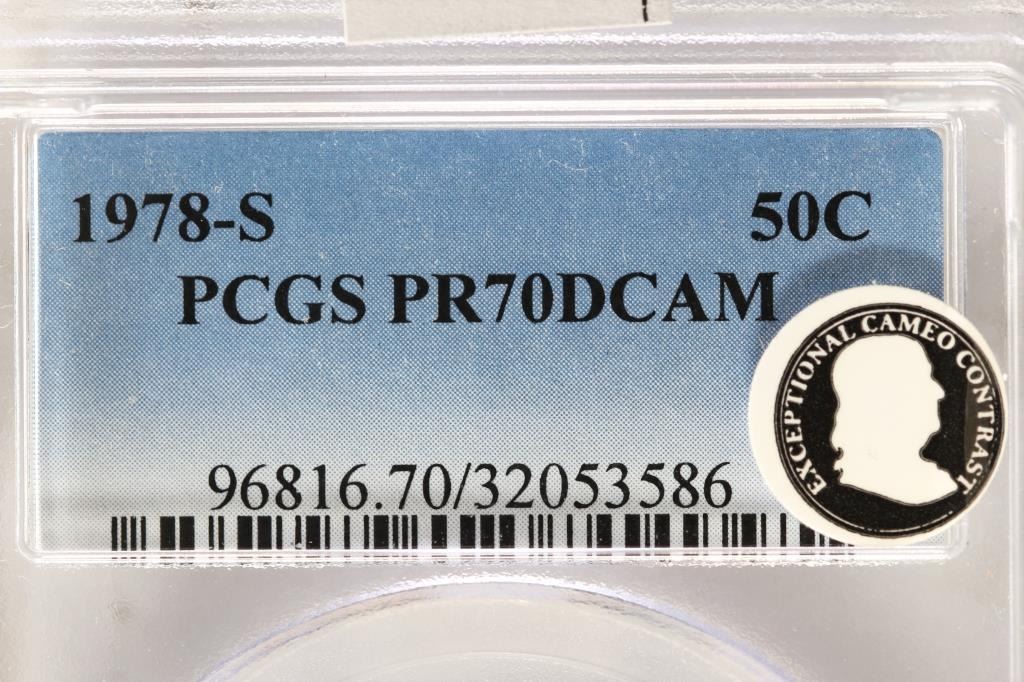 1978-S 50C
PCGS PR70DCAM
96816.70/32053586
EXCEPTIONAL CAMEO CONTRAST